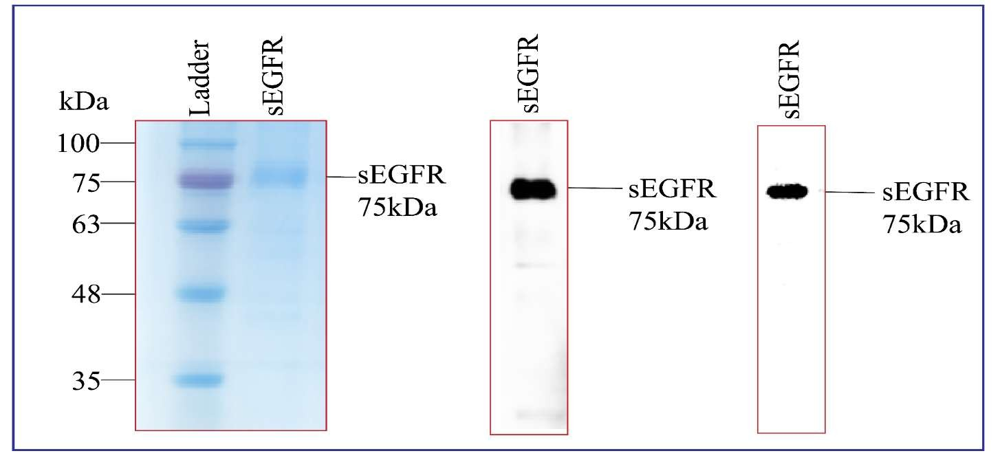 Ladder
sEGFR
kDa
100
75
63
48
35
sEGFR
75kDa
sEGFR
sEGFR
75kDa
sEGFR
sEGFR
75kDa